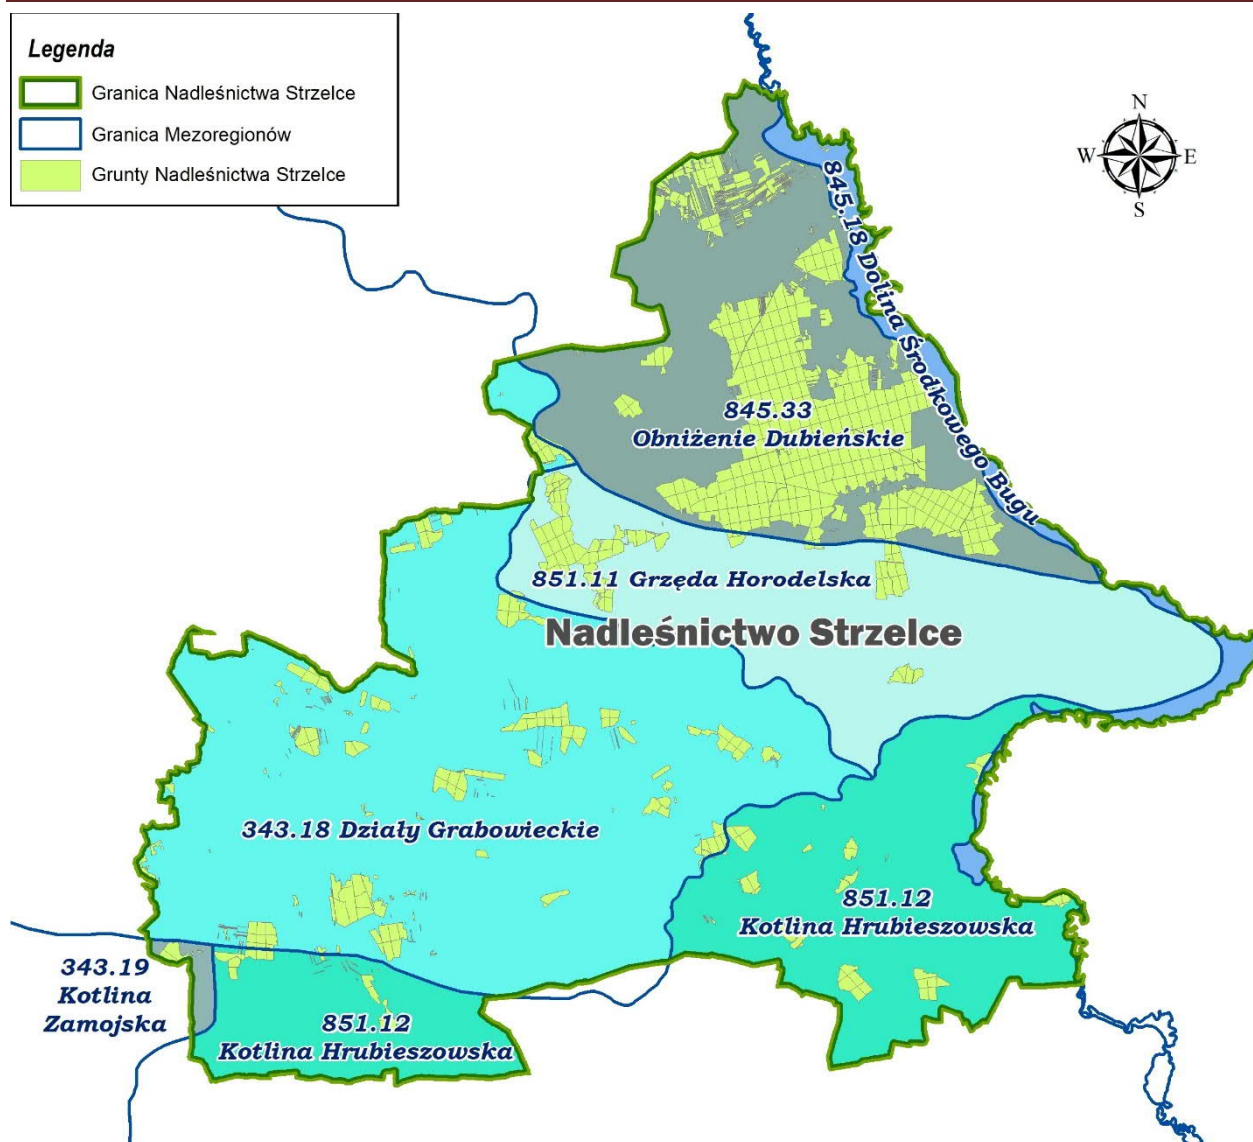 Legenda
Granica Nadleśnictwa Strzelce
Granica Mezoregionów
Grunty Nadleśnictwa Strzelce
N
W
E
S
845.18 Dolina Środkowego Bugu
845.33
Obniżenie Dubieńskie
851.11 Grzęda Horodelska
Nadleśnictwo Strzelce
343.18 Działy Grabowieckie
851.12
Kotlina Hrubieszowska
343.19
Kotlina
Zamojska
851.12
Kotlina Hrubieszowska